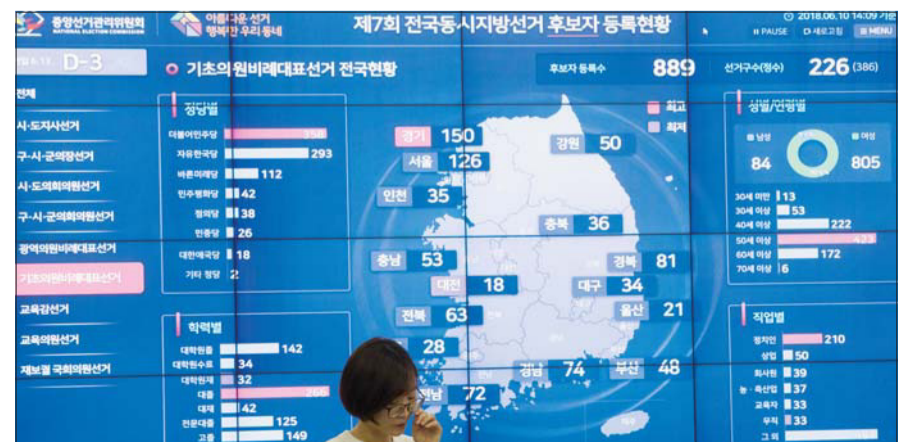 중앙선거관리위원회
NATIONAL ELECTION COMMISSION
아름다운 선거
행복한 우리 동네
제7회 전국동시지방선거 후보자 등록현황
2018.06.10 14:09 기준
PAUSE 새로고침 MENU
6.13 D-3
기초의원비례대표선거 전국현황
후보자 등록수 889 선거구수(정수) 226 (386)
전체
시·도지사선거
구·시·군의장선거
시·도의회의원선거
구·시·군의회의원선거
광역의원비례대표선거
기초의원비례대표선거
교육감선거
교육의원선거
재보궐 국회의원선거
정당별
더불어민주당 358
자유한국당 293
바른미래당 112
민주평화당 42
정의당 38
민중당 26
대한애국당 18
기타 정당 2
학력별
대학원졸 142
대학원수료 34
대학원재 32
대졸 266
대재 42
전문대졸 125
고졸 149
최고
최저
경기 150
강원 50
서울 126
인천 35
충북 36
충남 53
경북 81
대전 18
대구 34
전북 63
울산 21
28
경남 74
부산 48
전남 72
제주
성별/연령별
남성 여성
84 805
30세 미만 13
30세 이상 53
40세 이상 222
50세 이상 423
60세 이상 172
70세 이상 6
직업별
정치인 210
상업 50
회사원 39
농·축산업 37
교육자 33
무직 33
그 외